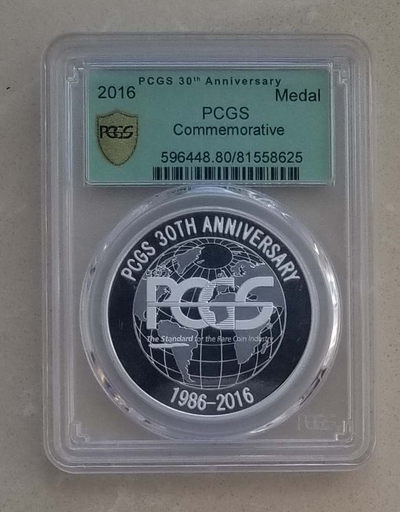 PCGS 30th Anniversary
2016
Medal
PCGS
PCGS
Commemorative
596448.80/81558625
PCGS 30TH ANNIVERSARY
PCGS
The Standard for the Rare Coin Industry
1986-2016